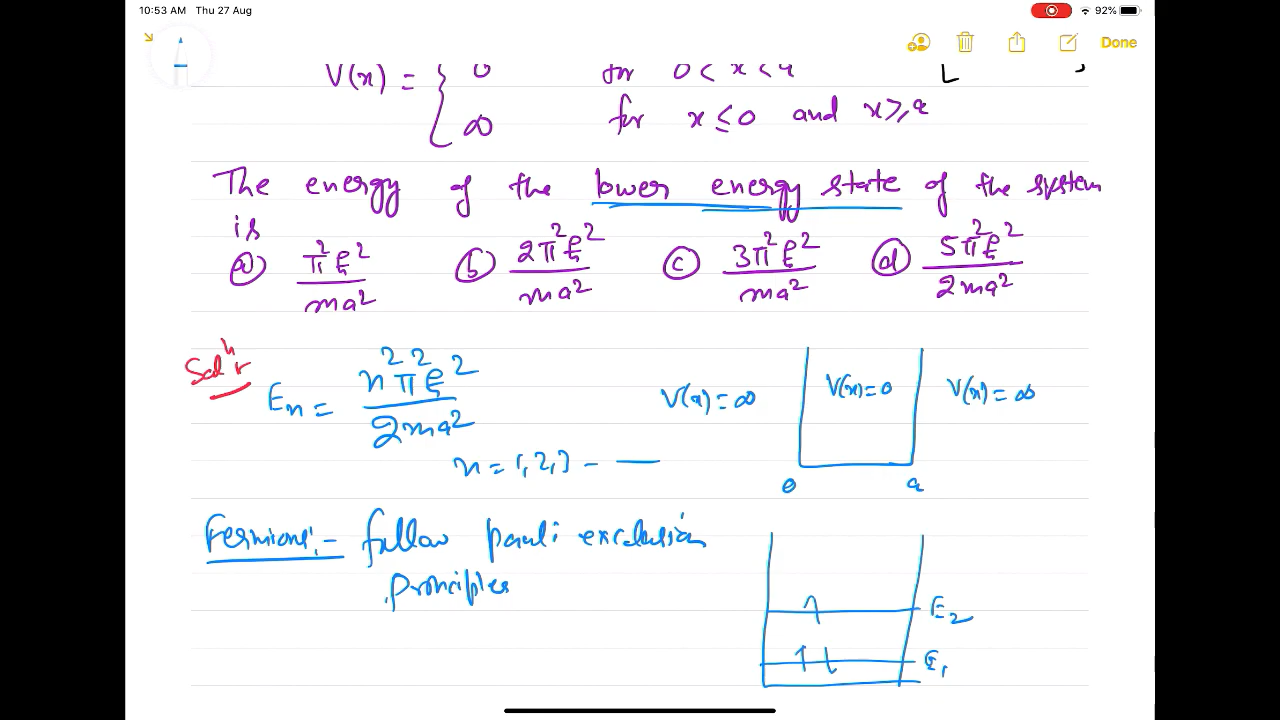 10:53 AM Thu 27 Aug
92%
Done
V(x) = { 0 for 0 < x < a
∞ for x ≤ 0 and x ≥ a
The energy of the lower energy state of the system
is
(a) π²ℏ²/ma² (b) 2π²ℏ²/ma² (c) 3π²ℏ²/ma² (d) 5π²ℏ²/2ma²
Solⁿ:
Eₙ = n²π²ℏ²/2ma²
n = 1, 2, 3 - —
V(x) = ∞ V(x) = 0 V(x) = ∞
0 a
Fermions:- follow pauli exclusion
principles
E₂
E₁